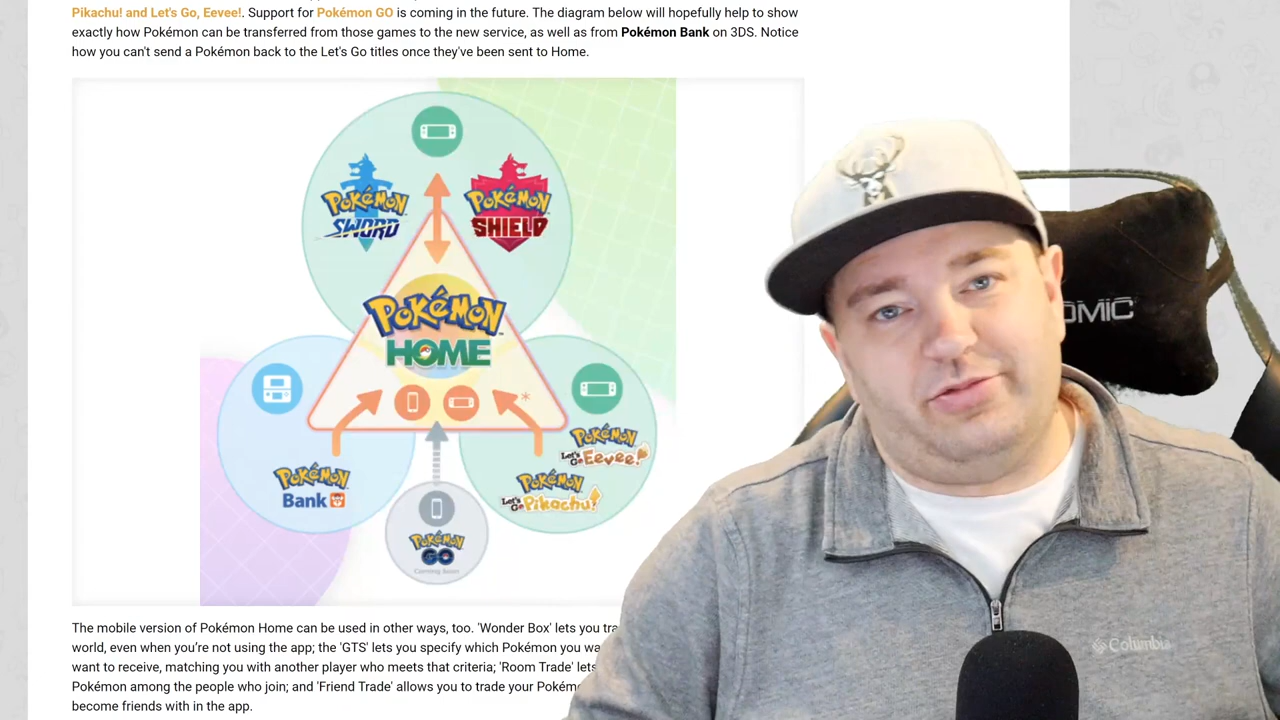 Pikachu! and Let's Go, Eevee!. Support for Pokémon GO is coming in the future. The diagram below will hopefully help to show
exactly how Pokémon can be transferred from those games to the new service, as well as from Pokémon Bank on 3DS. Notice
how you can't send a Pokémon back to the Let's Go titles once they've been sent to Home.
POKÉMON
SWORD
POKÉMON
SHIELD
POKÉMON
HOME
*
POKÉMON
Bank
POKÉMON
Let's Go Eevee!
POKÉMON
Let's Go Pikachu!
POKÉMON
GO
Coming Soon
OMIC
Columbia
The mobile version of Pokémon Home can be used in other ways, too. 'Wonder Box' lets you tra
world, even when you're not using the app; the 'GTS' lets you specify which Pokémon you wa
want to receive, matching you with another player who meets that criteria; 'Room Trade' lets
Pokémon among the people who join; and 'Friend Trade' allows you to trade your Pokém
become friends with in the app.